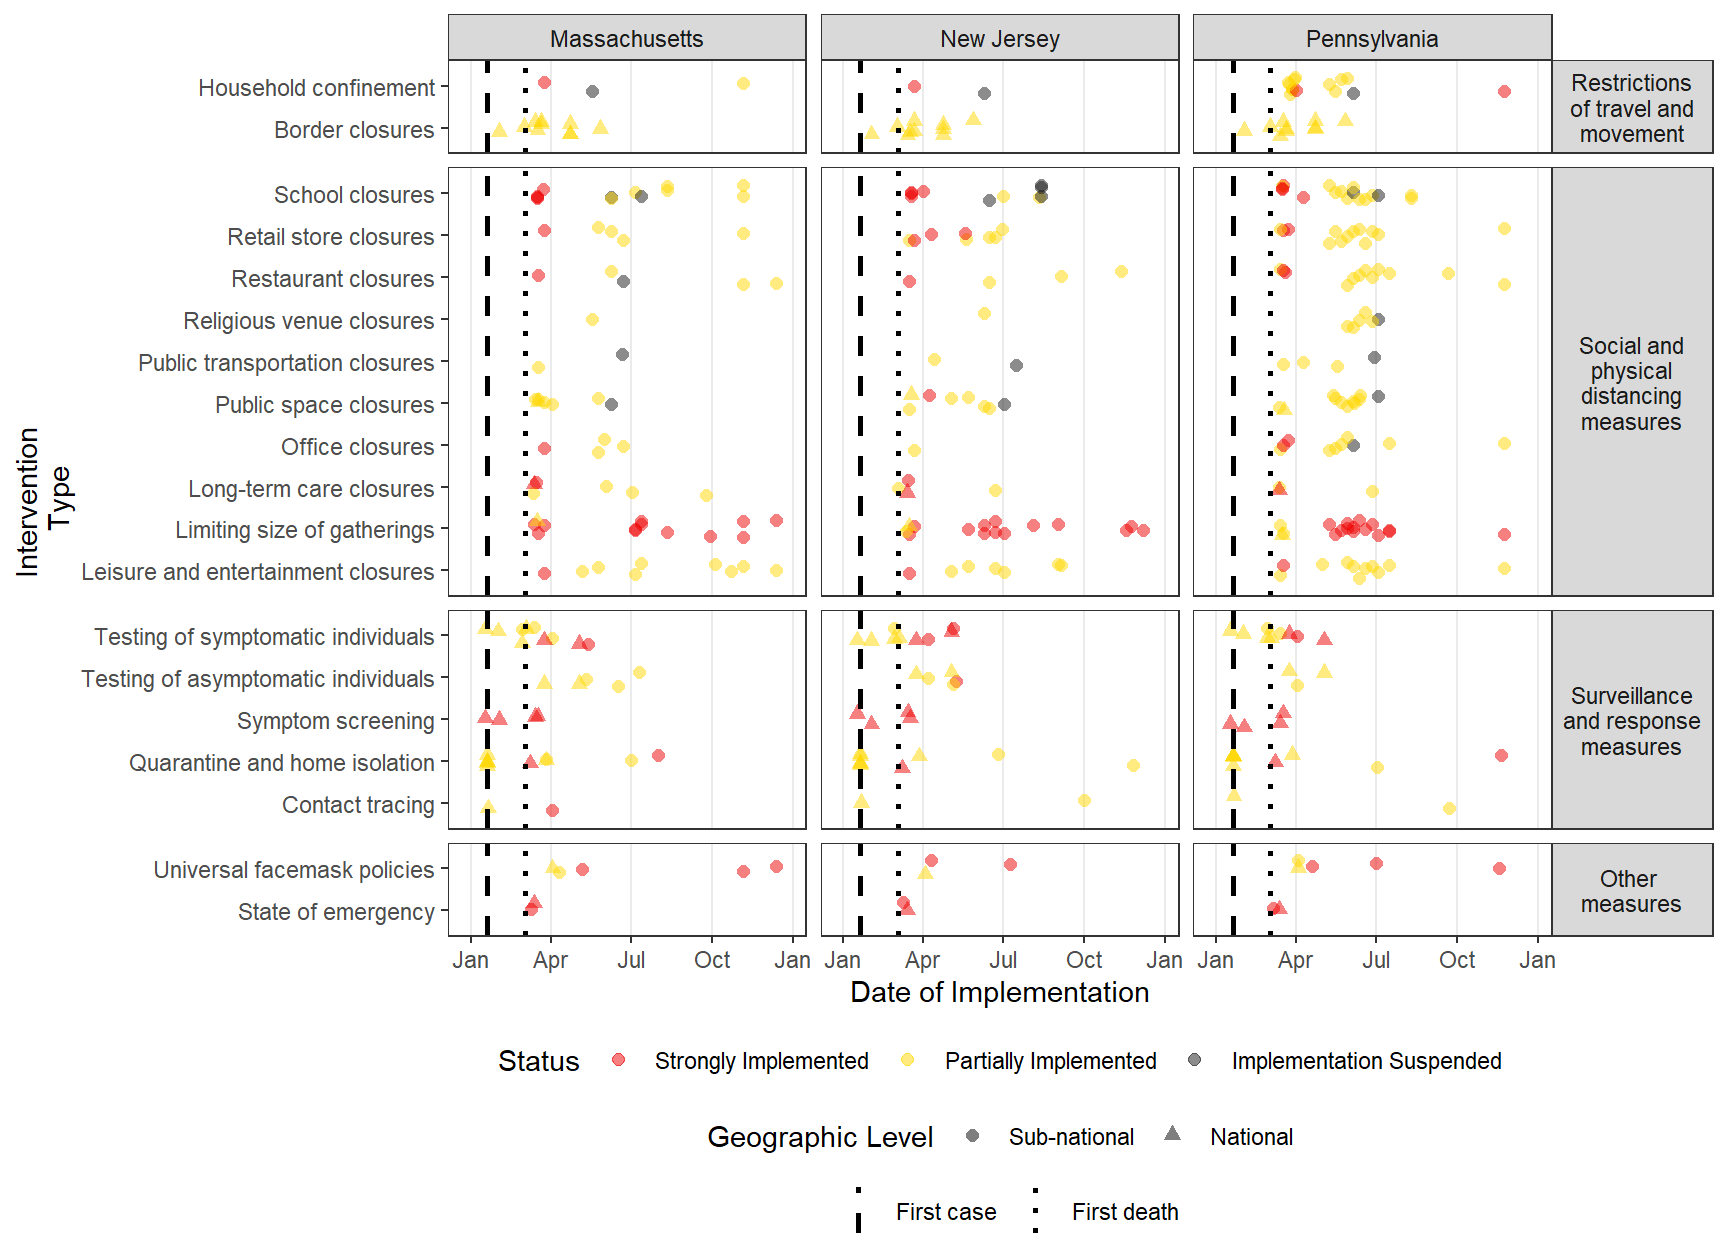 Massachusetts
New Jersey
Pennsylvania
Household confinement
Border closures
Restrictions
of travel and
movement
School closures
Retail store closures
Restaurant closures
Religious venue closures
Public transportation closures
Public space closures
Office closures
Long-term care closures
Limiting size of gatherings
Leisure and entertainment closures
Social and
physical
distancing
measures
Testing of symptomatic individuals
Testing of asymptomatic individuals
Symptom screening
Quarantine and home isolation
Contact tracing
Surveillance
and response
measures
Universal facemask policies
State of emergency
Other
measures
Intervention
Type
Jan Apr Jul Oct Jan
Jan Apr Jul Oct Jan
Jan Apr Jul Oct Jan
Date of Implementation
Status Strongly Implemented Partially Implemented Implementation Suspended
Geographic Level Sub-national National
First case First death